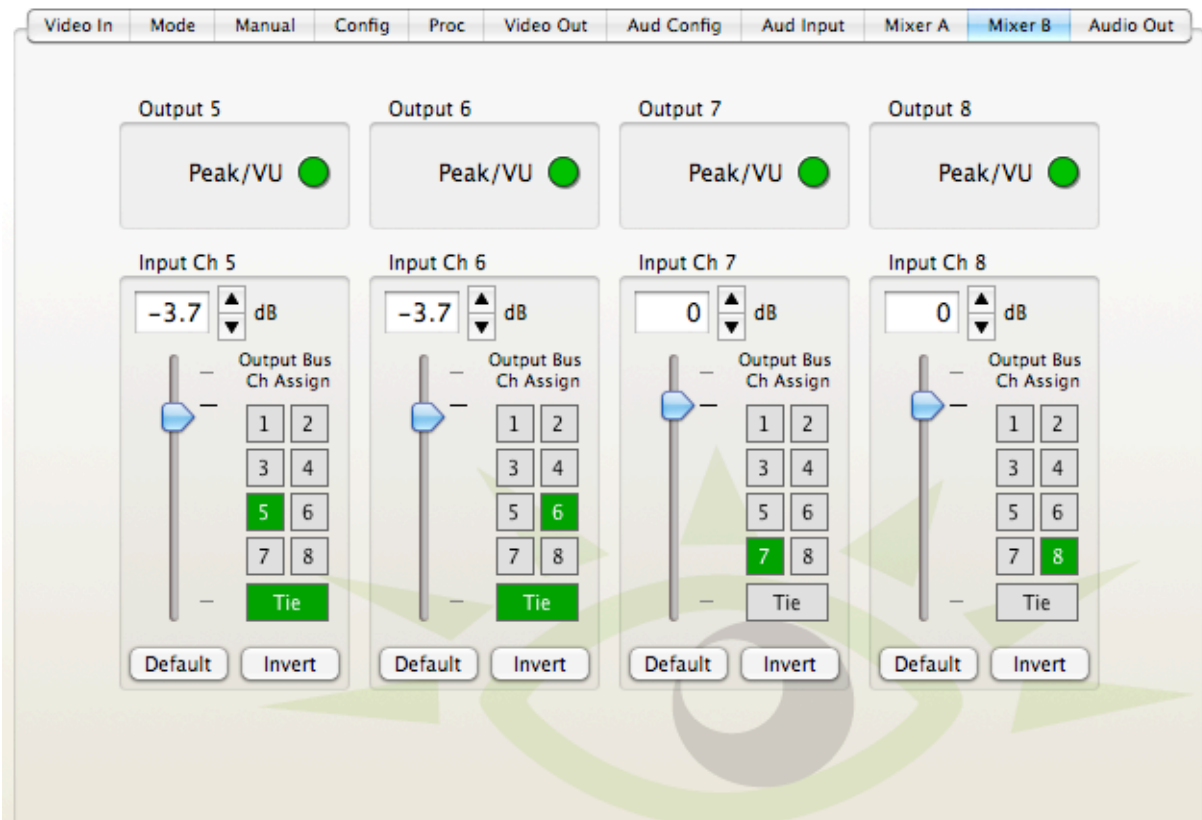 Video In Mode Manual Config Proc Video Out Aud Config Aud Input Mixer A Mixer B Audio Out
Output 5 Output 6 Output 7 Output 8
Peak/VU Peak/VU Peak/VU Peak/VU
Input Ch 5 Input Ch 6 Input Ch 7 Input Ch 8
-3.7 dB -3.7 dB 0 dB 0 dB
Output Bus Output Bus Output Bus Output Bus
Ch Assign Ch Assign Ch Assign Ch Assign
1 2 1 2 1 2 1 2
3 4 3 4 3 4 3 4
5 6 5 6 5 6 5 6
7 8 7 8 7 8 7 8
Tie Tie Tie Tie
Default Invert Default Invert Default Invert Default Invert